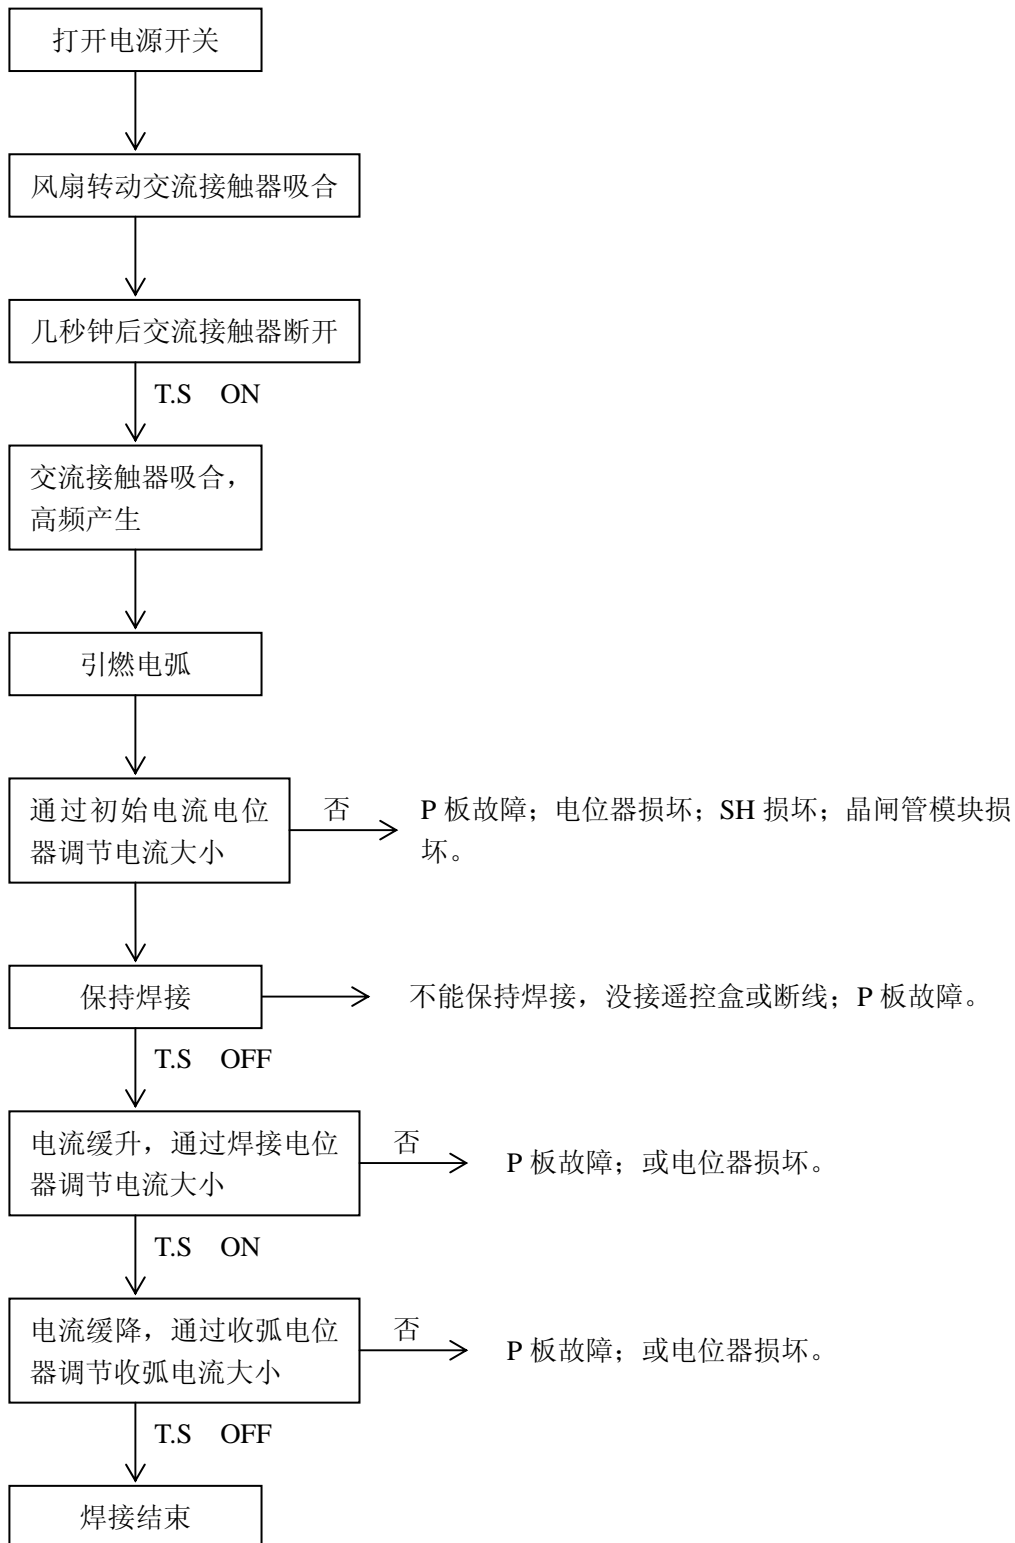 打开电源开关
风扇转动交流接触器吸合
几秒钟后交流接触器断开
T.S ON
交流接触器吸合，
高频产生
引燃电弧
通过初始电流电位
器调节电流大小
否
P 板故障；电位器损坏；SH 损坏；晶闸管模块损
坏。
保持焊接
不能保持焊接，没接遥控盒或断线；P 板故障。
T.S OFF
电流缓升，通过焊接电位
器调节电流大小
否
P 板故障；或电位器损坏。
T.S ON
电流缓降，通过收弧电位
器调节收弧电流大小
否
P 板故障；或电位器损坏。
T.S OFF
焊接结束